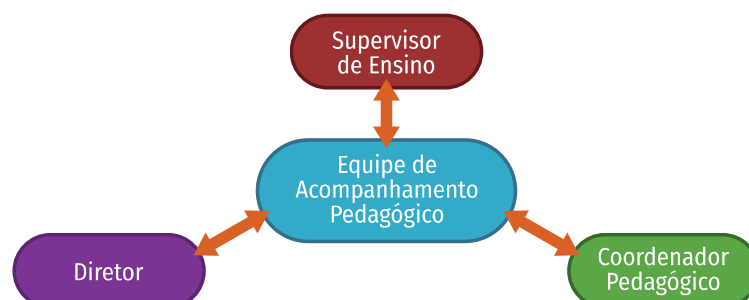 Supervisor
de Ensino
Equipe de
Acompanhamento
Pedagógico
Diretor
Coordenador
Pedagógico